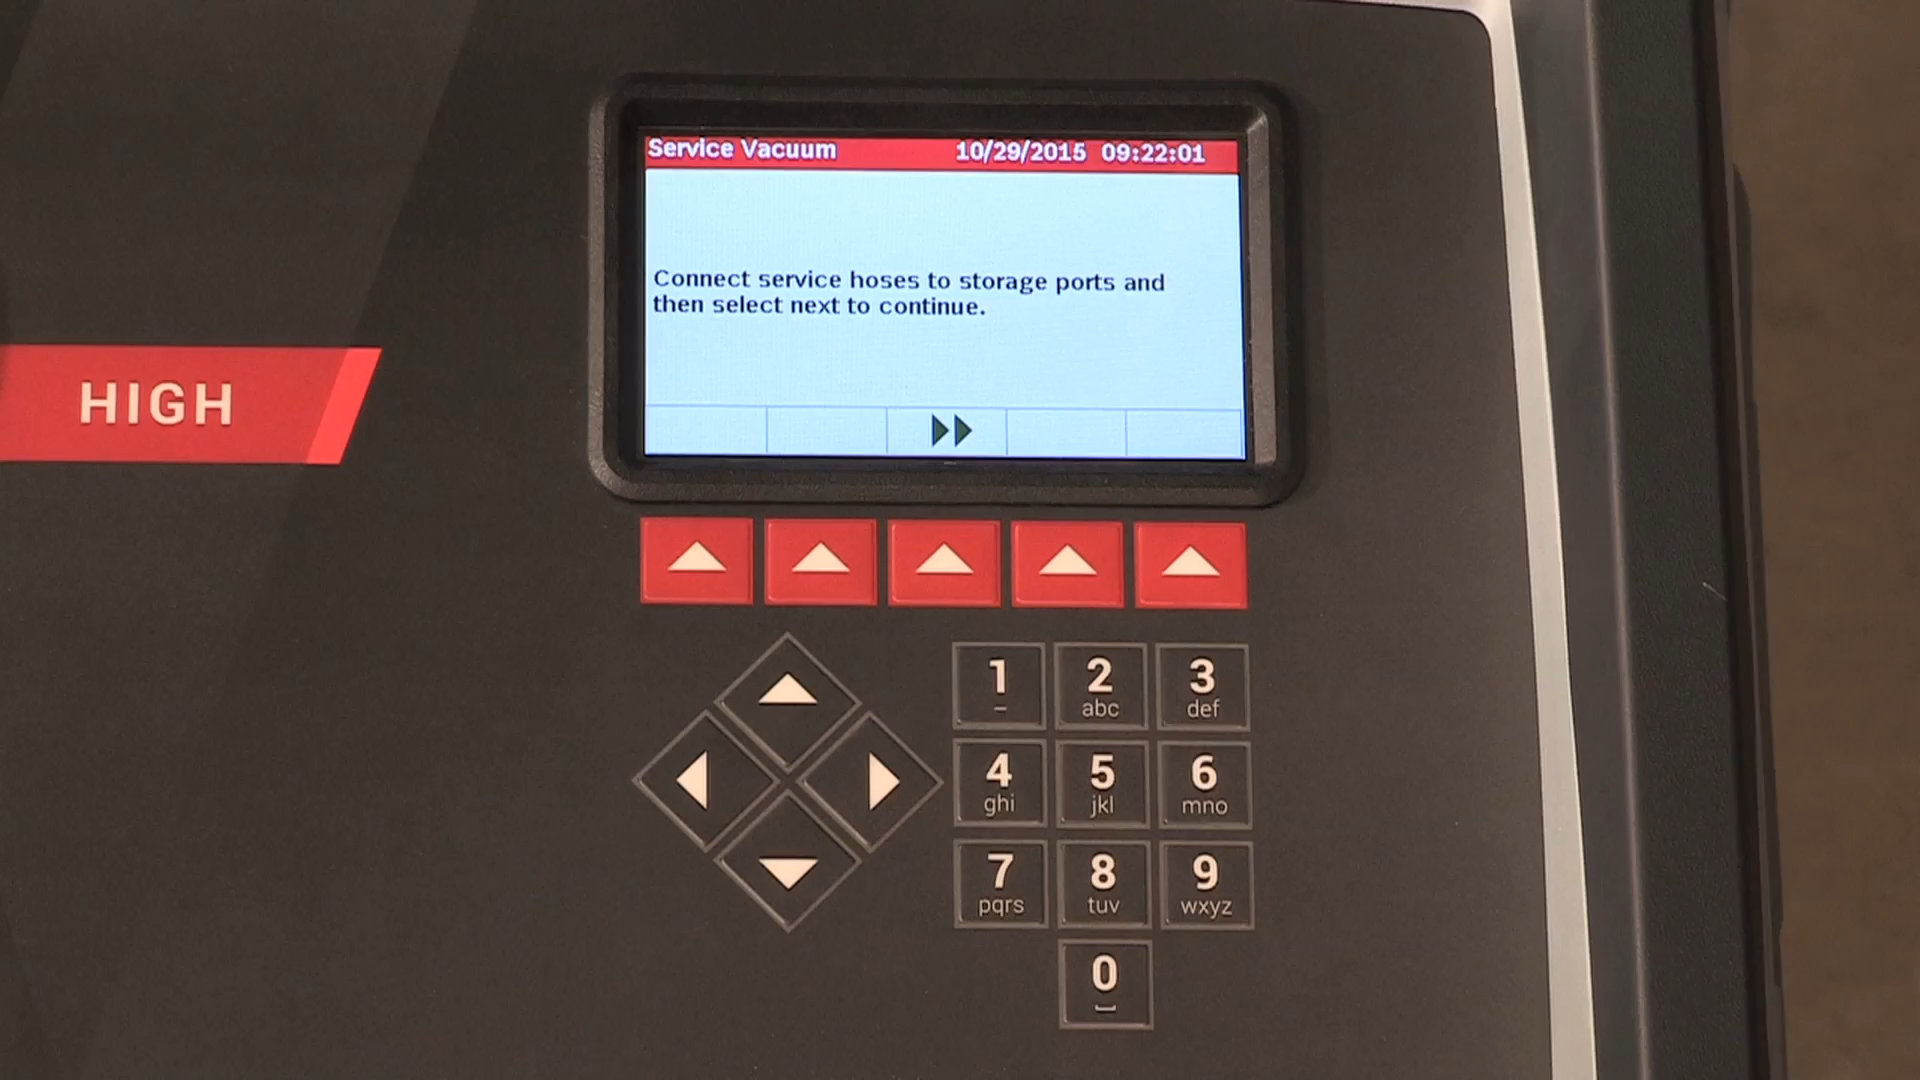 Service Vacuum 10/29/2015 09:22:01
Connect service hoses to storage ports and
then select next to continue.
HIGH
1 2 3
_ abc def
4 5 6
ghi jkl mno
7 8 9
pqrs tuv wxyz
0